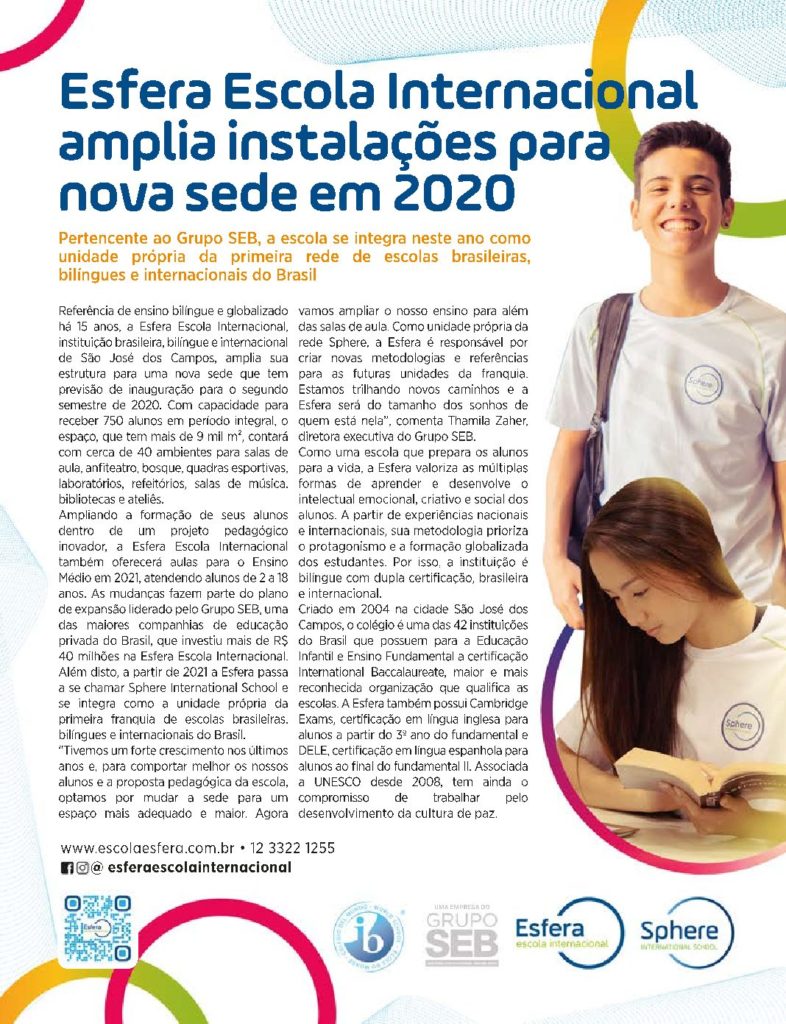 Esfera Escola Internacional
amplia instalações para
nova sede em 2020
Pertencente ao Grupo SEB, a escola se integra neste ano como
unidade própria da primeira rede de escolas brasileiras,
bilíngues e internacionais do Brasil
Referência de ensino bilíngue e globalizado
há 15 anos, a Esfera Escola Internacional,
instituição brasileira, bilíngue e internacional
de São José dos Campos, amplia sua
estrutura para uma nova sede que tem
previsão de inauguração para o segundo
semestre de 2020. Com capacidade para
receber 750 alunos em período integral, o
espaço, que tem mais de 9 mil m², contará
com cerca de 40 ambientes para salas de
aula, anfiteatro, bosque, quadras esportivas,
laboratórios, refeitórios, salas de música.
bibliotecas e ateliês.
Ampliando a formação de seus alunos
dentro de um projeto pedagógico
inovador, a Esfera Escola Internacional
também oferecerá aulas para o Ensino
Médio em 2021, atendendo alunos de 2 a 18
anos. As mudanças fazem parte do plano
de expansão liderado pelo Grupo SEB, uma
das maiores companhias de educação
privada do Brasil, que investiu mais de R$
40 milhões na Esfera Escola Internacional.
Além disto, a partir de 2021 a Esfera passa
a se chamar Sphere International School e
se integra como a unidade própria da
primeira franquia de escolas brasileiras.
bilíngues e internacionais do Brasil.
"Tivemos um forte crescimento nos últimos
anos e, para comportar melhor os nossos
alunos e a proposta pedagógica da escola,
optamos por mudar a sede para um
espaço mais adequado e maior. Agora
vamos ampliar o nosso ensino para além
das salas de aula. Como unidade própria da
rede Sphere, a Esfera é responsável por
criar novas metodologias e referências
para as futuras unidades da franquia.
Estamos trilhando novos caminhos e a
Esfera será do tamanho dos sonhos de
quem está nela", comenta Thamila Zaher,
diretora executiva do Grupo SEB.
Como uma escola que prepara os alunos
para a vida, a Esfera valoriza as múltiplas
formas de aprender e desenvolve o
intelectual emocional, criativo e social dos
alunos. A partir de experiências nacionais
e internacionais, sua metodologia prioriza
o protagonismo e a formação globalizada
dos estudantes. Por isso, a instituição é
bilíngue com dupla certificação, brasileira
e internacional.
Criado em 2004 na cidade São José dos
Campos, o colégio é uma das 42 instituições
do Brasil que possuem para a Educação
Infantil e Ensino Fundamental a certificação
International Baccalaureate, maior e mais
reconhecida organização que qualifica as
escolas. A Esfera também possui Cambridge
Exams, certificação em língua inglesa para
alunos a partir do 3º ano do fundamental e
DELE, certificação em língua espanhola para
alunos ao final do fundamental II. Associada
a UNESCO desde 2008, tem ainda o
compromisso de trabalhar pelo
desenvolvimento da cultura de paz.
Sphere
Sphere
www.escolaesfera.com.br • 12 3322 1255
@ esferaescolainternacional
Esfera
ib
UMA EMPRESA DO
GRUPO
SEB
Esfera
escola internacional
Sphere
INTERNATIONAL SCHOOL